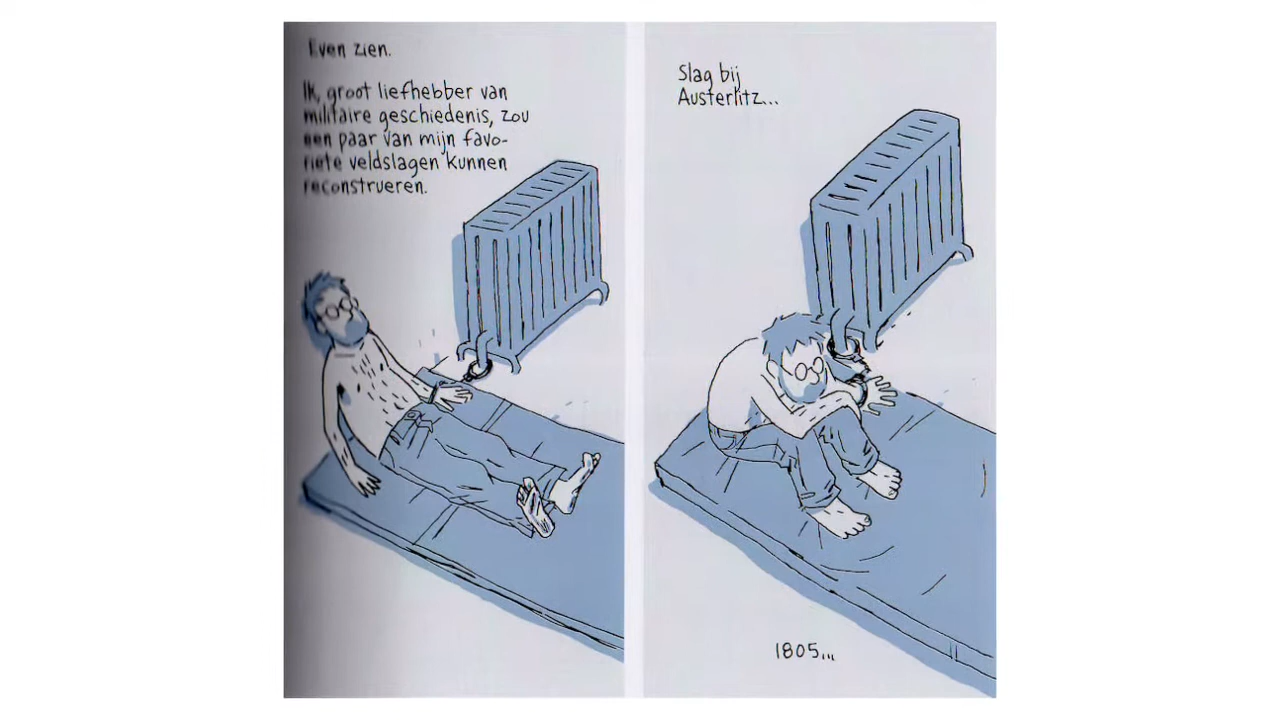 Even zien.
Ik, groot liefhebber van
militaire geschiedenis, zou
een paar van mijn favo-
riete veldslagen kunnen
reconstrueren.
Slag bij
Austerlitz...
1805...